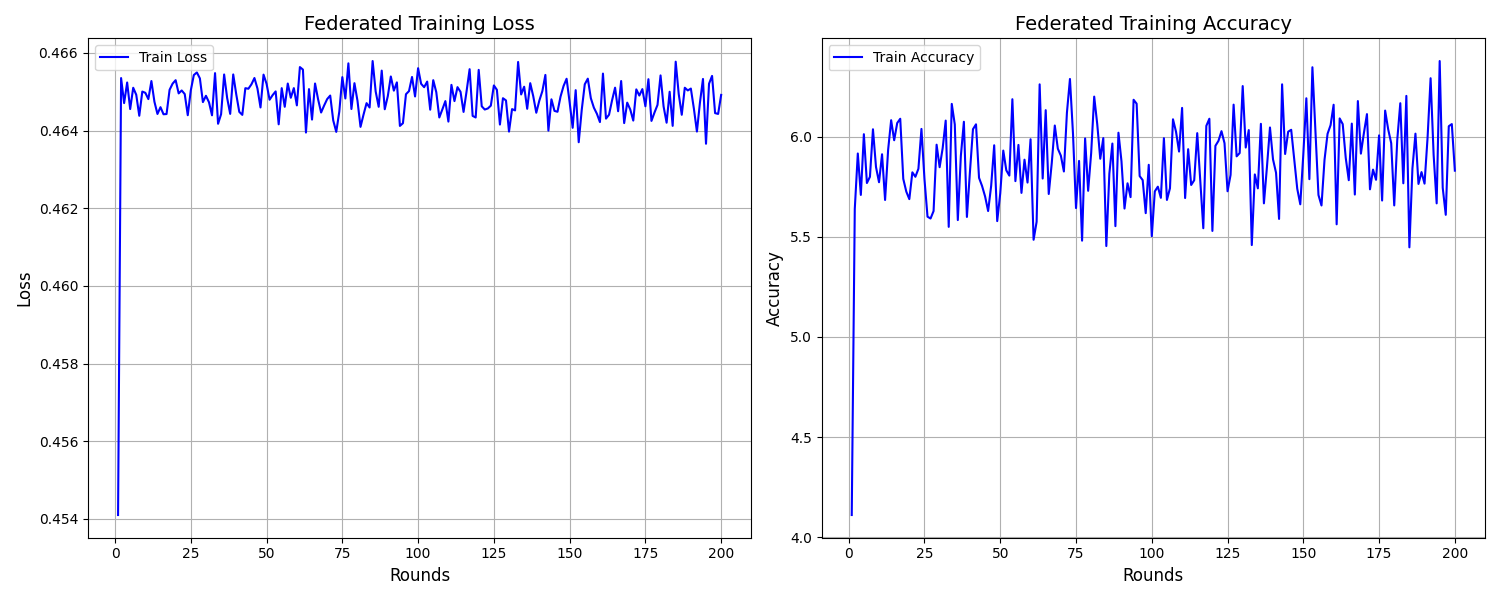 Federated Training Loss
Train Loss
0.466
0.464
0.462
0.460
0.458
0.456
0.454
Loss
0 25 50 75 100 125 150 175 200
Rounds
Federated Training Accuracy
Train Accuracy
6.0
5.5
5.0
4.5
4.0
Accuracy
0 25 50 75 100 125 150 175 200
Rounds